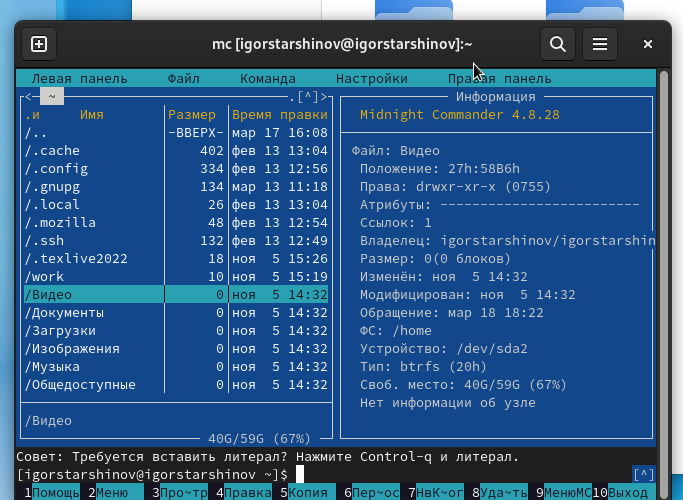 mc [igorstarshinov@igorstarshinov]:~
Левая панель Файл Команда Настройки Правая панель
<─ ~ .[^]>
.и Имя Размер Время правки
/.. -ВВЕРХ- мар 17 16:08
/.cache 402 фев 13 13:04
/.config 334 фев 13 12:56
/.gnupg 134 мар 13 11:18
/.local 26 фев 13 13:04
/.mozilla 48 фев 13 12:54
/.ssh 132 фев 13 12:49
/.texlive2022 18 ноя 5 15:26
/work 10 ноя 5 15:19
/Видео 0 ноя 5 14:32
/Документы 0 ноя 5 14:32
/Загрузки 0 ноя 5 14:32
/Изображения 0 ноя 5 14:32
/Музыка 0 ноя 5 14:32
/Общедоступные 0 ноя 5 14:32
/Видео
40G/59G (67%)
Информация
Midnight Commander 4.8.28
Файл: Видео
Положение: 27h:58B6h
Права: drwxr-xr-x (0755)
Атрибуты: -------------------------
Ссылок: 1
Владелец: igorstarshinov/igorstarshin
Размер: 0(0 блоков)
Изменён: ноя 5 14:32
Модифицирован: ноя 5 14:32
Обращение: мар 18 18:22
ФС: /home
Устройство: /dev/sda2
Тип: btrfs (20h)
Своб. место: 40G/59G (67%)
Нет информации об узле
Совет: Требуется вставить литерал? Нажмите Control-q и литерал.
[igorstarshinov@igorstarshinov ~]$ [^]
1Помощь 2Меню 3Про~тр 4Правка 5Копия 6Пер~ос 7НвК~ог 8Уда~ть 9МенюМС 10Выход